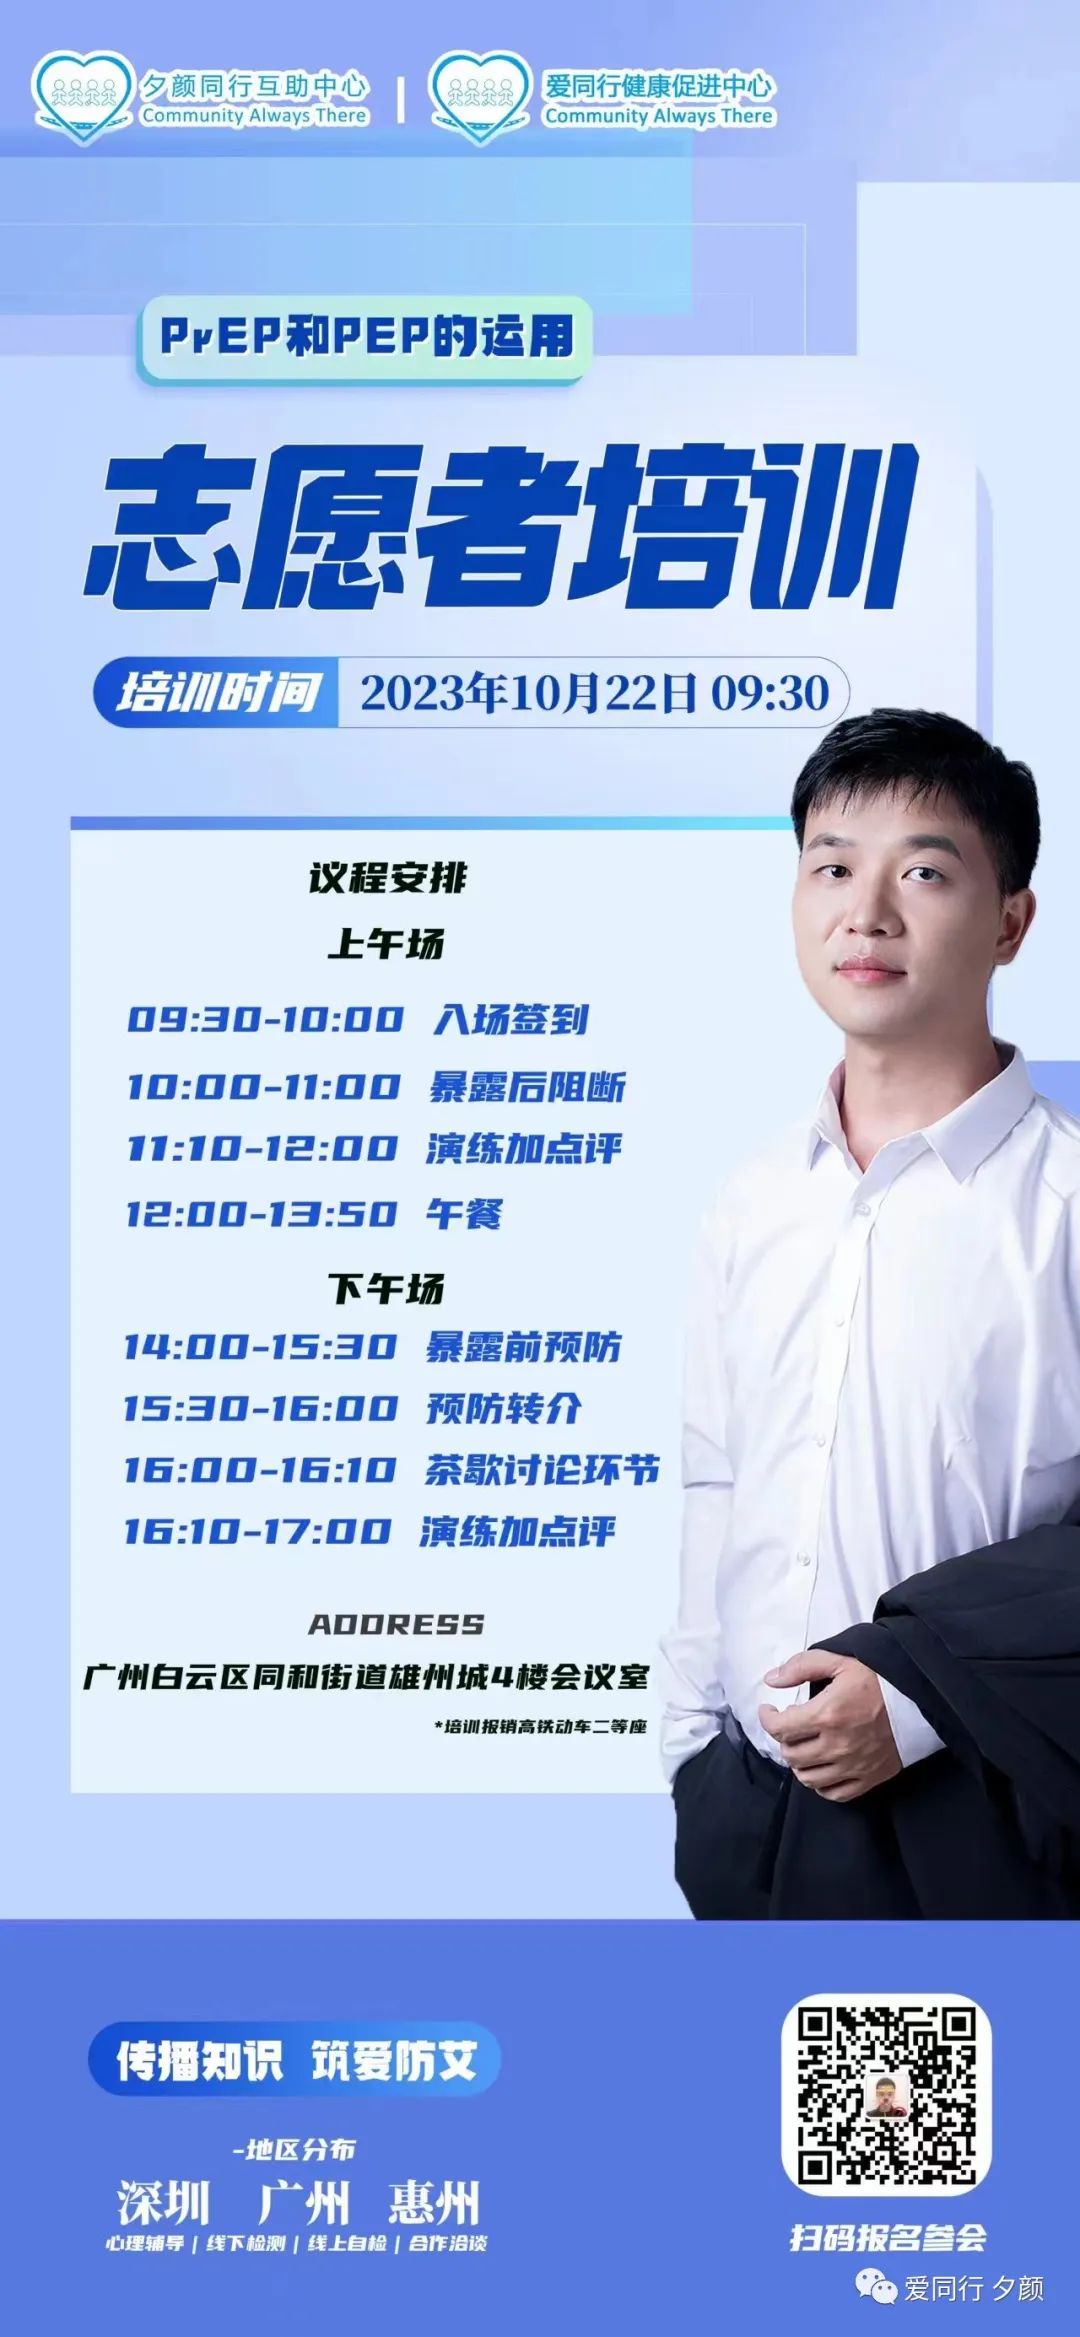 夕颜同行互助中心
Community Always There
爱同行健康促进中心
Community Always There
PrEP和PEP的运用
志愿者培训
培训时间 2023年10月22日 09:30
议程安排
上午场
09:30-10:00 入场签到
10:00-11:00 暴露后阻断
11:10-12:00 演练加点评
12:00-13:50 午餐
下午场
14:00-15:30 暴露前预防
15:30-16:00 预防转介
16:00-16:10 茶歇讨论环节
16:10-17:00 演练加点评
ADDRESS
广州白云区同和街道雄州城4楼会议室
*培训报销高铁动车二等座
传播知识 筑爱防艾
-地区分布
深圳 广州 惠州
心理辅导 | 线下检测 | 线上自检 | 合作洽谈
扫码报名参会
爱同行 夕颜